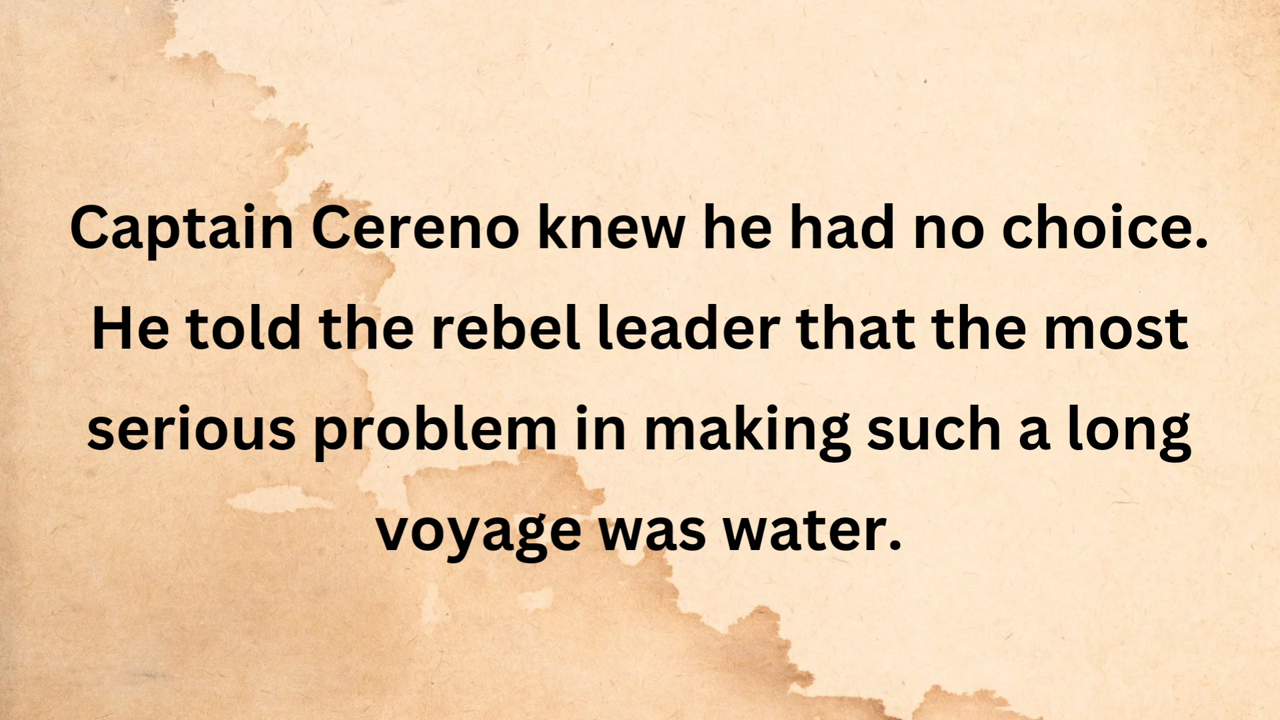 Captain Cereno knew he had no choice.
He told the rebel leader that the most
serious problem in making such a long
voyage was water.